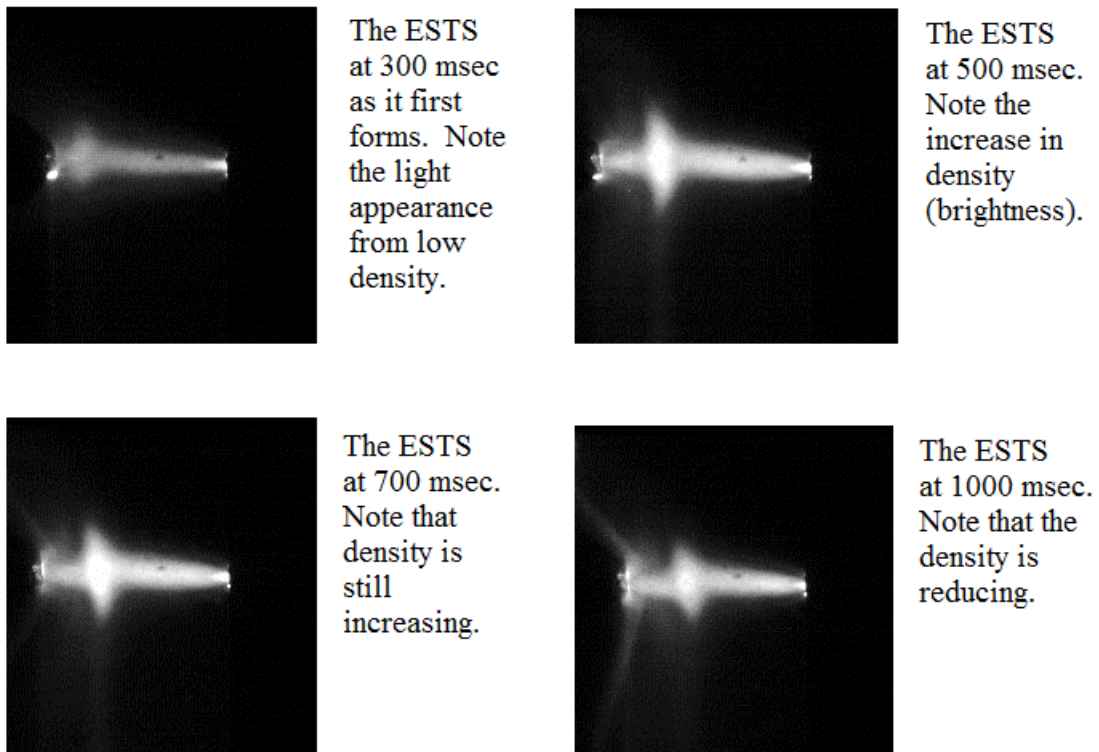 The ESTS
at 300 msec
as it first
forms.  Note
the light
appearance
from low
density.
The ESTS
at 500 msec.
Note the
increase in
density
(brightness).
The ESTS
at 700 msec.
Note that
density is
still
increasing.
The ESTS
at 1000 msec.
Note that the
density is
reducing.